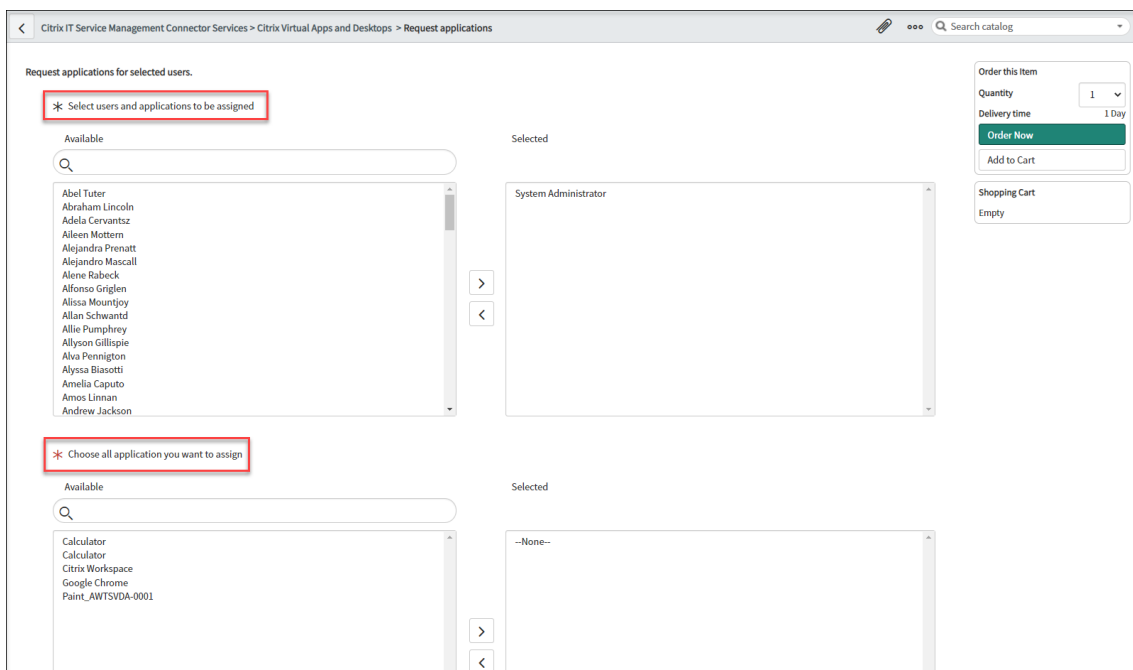 Citrix IT Service Management Connector Services > Citrix Virtual Apps and Desktops > Request applications
Search catalog
Request applications for selected users.
* Select users and applications to be assigned
Available
Selected
Abel Tuter
Abraham Lincoln
Adela Cervantsz
Aileen Mottern
Alejandra Prenatt
Alejandro Mascall
Alene Rabeck
Alfonso Griglen
Alissa Mountjoy
Allan Schwantd
Allie Pumphrey
Allyson Gillispie
Alva Pennigton
Alyssa Biasotti
Amelia Caputo
Amos Linnan
Andrew Jackson
System Administrator
* Choose all application you want to assign
Available
Selected
Calculator
Calculator
Citrix Workspace
Google Chrome
Paint_AWTSVDA-0001
--None--
Order this Item
Quantity 1
Delivery time 1 Day
Order Now
Add to Cart
Shopping Cart
Empty